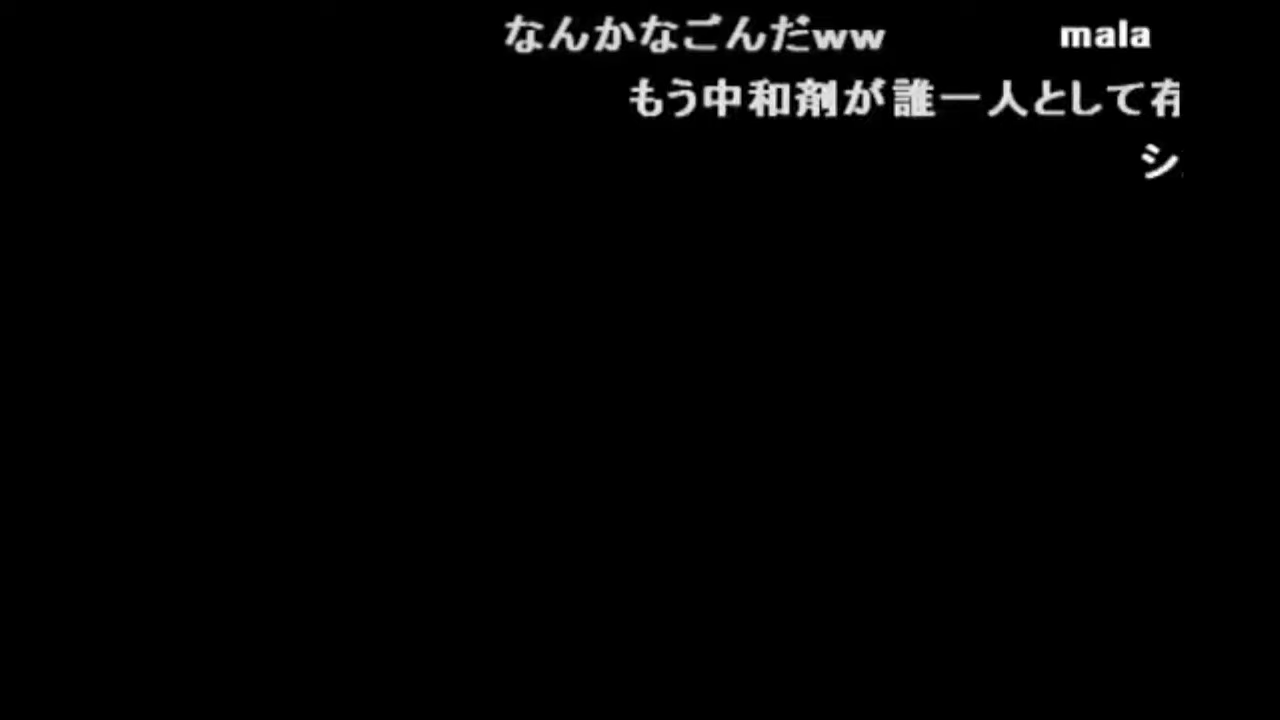 なんかなごんだww
mala
もう中和剤が誰一人として有
シ